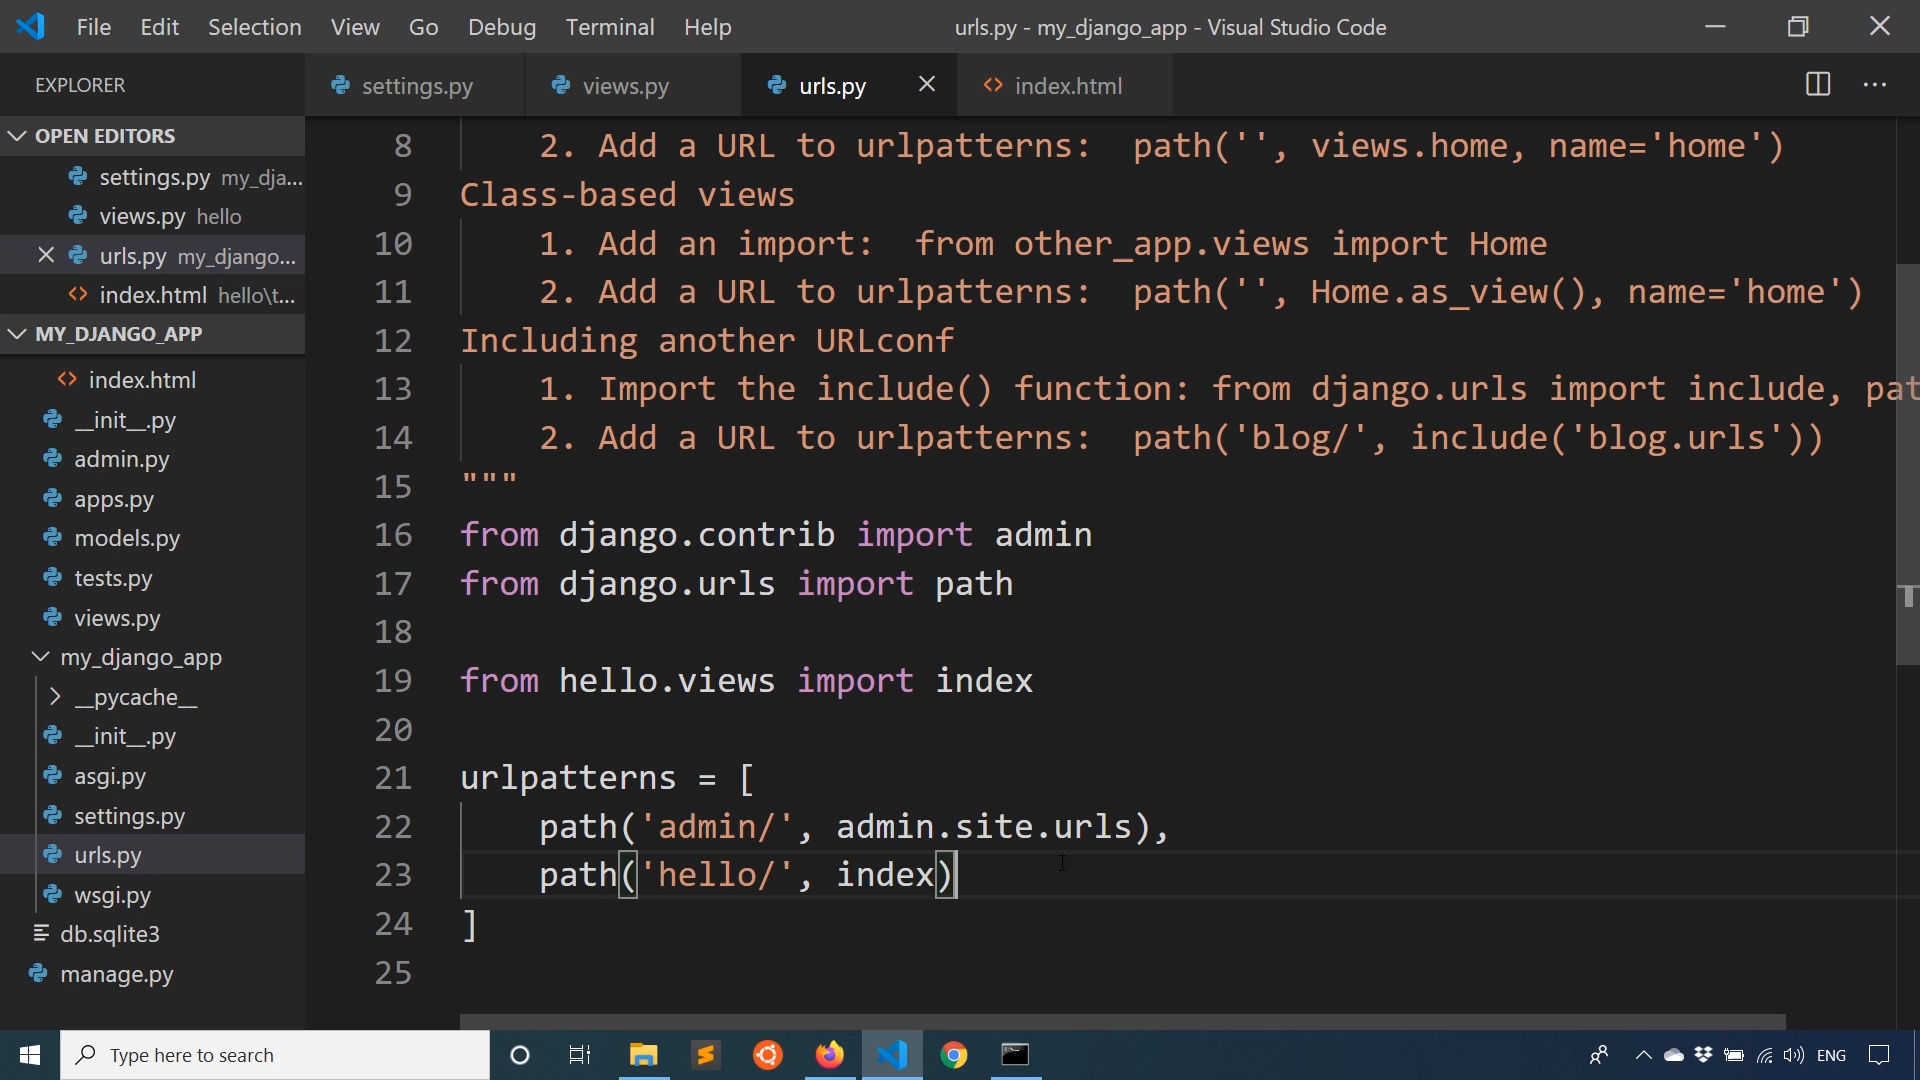 File Edit Selection View Go Debug Terminal Help
urls.py - my_django_app - Visual Studio Code
EXPLORER
settings.py
views.py
urls.py
index.html
OPEN EDITORS
settings.py my_dja...
views.py hello
urls.py my_django...
index.html hello\t...
MY_DJANGO_APP
index.html
__init__.py
admin.py
apps.py
models.py
tests.py
views.py
my_django_app
__pycache__
__init__.py
asgi.py
settings.py
urls.py
wsgi.py
db.sqlite3
manage.py
8 2. Add a URL to urlpatterns:  path('', views.home, name='home')
9 Class-based views
10 1. Add an import:  from other_app.views import Home
11 2. Add a URL to urlpatterns:  path('', Home.as_view(), name='home')
12 Including another URLconf
13 1. Import the include() function: from django.urls import include, pat
14 2. Add a URL to urlpatterns:  path('blog/', include('blog.urls'))
15 """
16 from django.contrib import admin
17 from django.urls import path
18
19 from hello.views import index
20
21 urlpatterns = [
22 path('admin/', admin.site.urls),
23 path('hello/', index)
24 ]
25
Type here to search
ENG